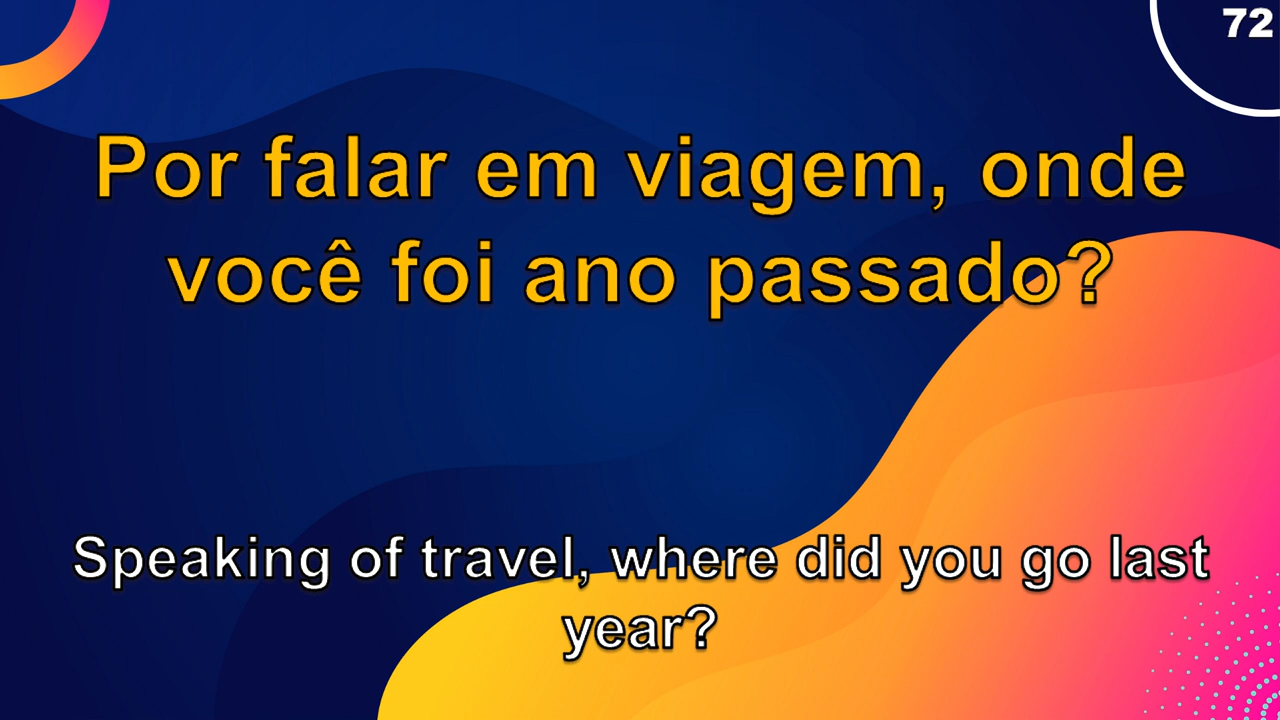 72
Por falar em viagem, onde
você foi ano passado?
Speaking of travel, where did you go last
year?